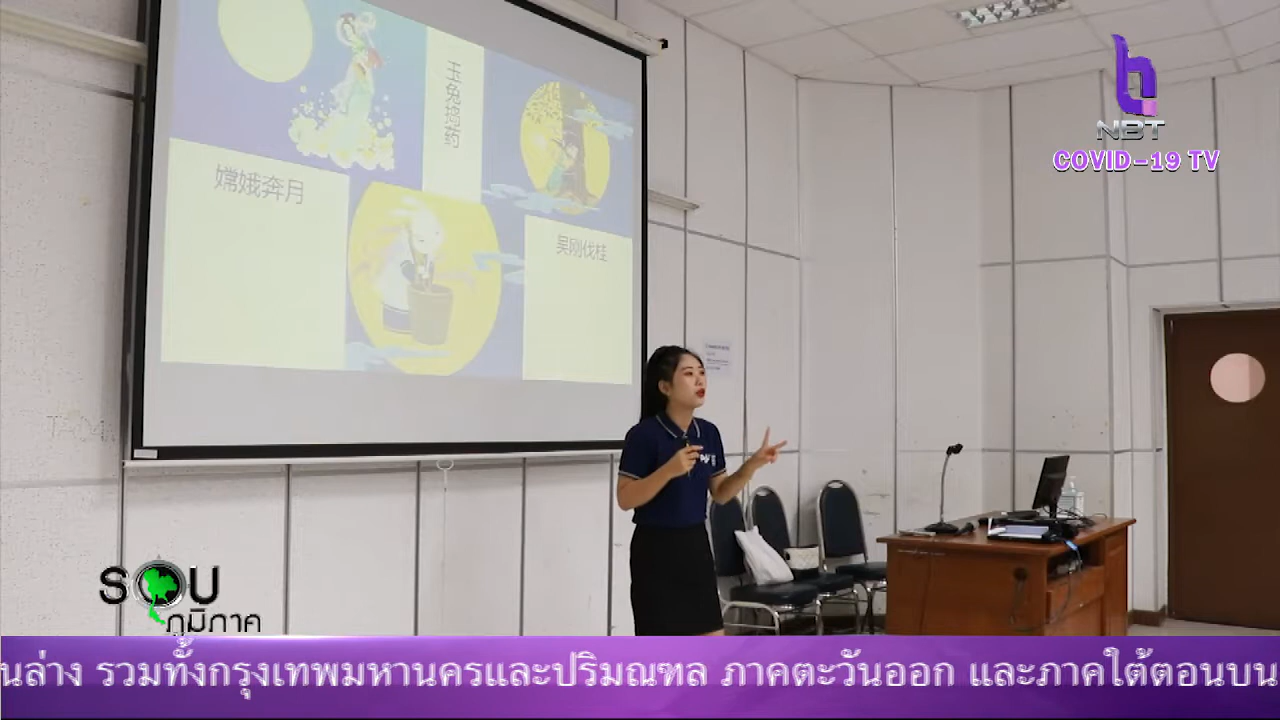 玉兔捣药
嫦娥奔月
吴刚伐桂
NBT
COVID-19 TV
รอบ
ภูมิภาค
นล่าง รวมทั้งกรุงเทพมหานครและปริมณฑล ภาคตะวันออก และภาคใต้ตอนบน